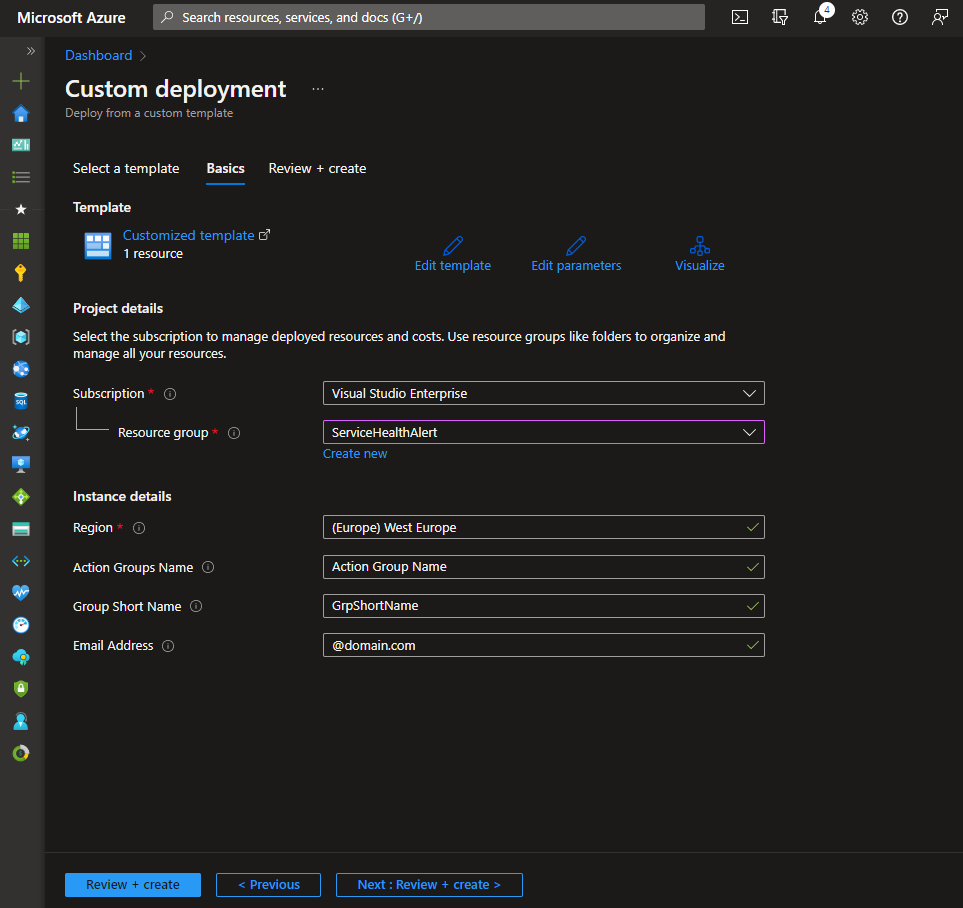 Microsoft Azure
Search resources, services, and docs (G+/)
4
Dashboard >
Custom deployment ...
Deploy from a custom template
Select a template Basics Review + create
Template
Customized template
1 resource
Edit template Edit parameters Visualize
Project details
Select the subscription to manage deployed resources and costs. Use resource groups like folders to organize and
manage all your resources.
Subscription * Visual Studio Enterprise
Resource group * ServiceHealthAlert
Create new
Instance details
Region * (Europe) West Europe
Action Groups Name Action Group Name
Group Short Name GrpShortName
Email Address @domain.com
SQL
Review + create < Previous Next : Review + create >